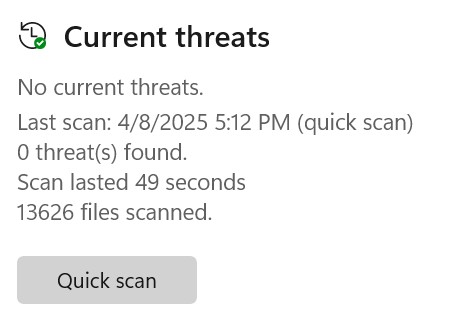 Current threats
No current threats.
Last scan: 4/8/2025 5:12 PM (quick scan)
0 threat(s) found.
Scan lasted 49 seconds
13626 files scanned.
Quick scan